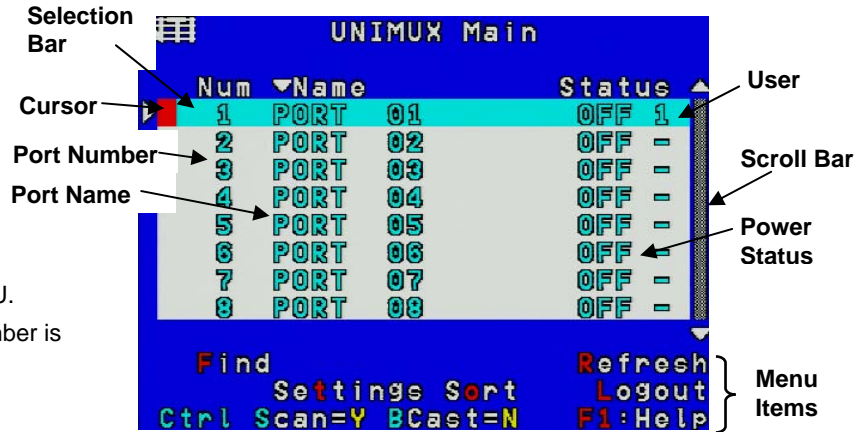 Selection
Bar
UNIMUX Main
Num Name Status
User
Cursor
1 PORT 01 OFF 1
2 PORT 02 OFF -
Port Number
3 PORT 03 OFF -
Scroll Bar
4 PORT 04 OFF -
Port Name
5 PORT 05 OFF -
Power
Status
6 PORT 06 OFF -
7 PORT 07 OFF -
U.
8 PORT 08 OFF -
mber is
Find Refresh
Settings Sort Logout
Menu
Items
Ctrl Scan=Y BCast=N F1:Help